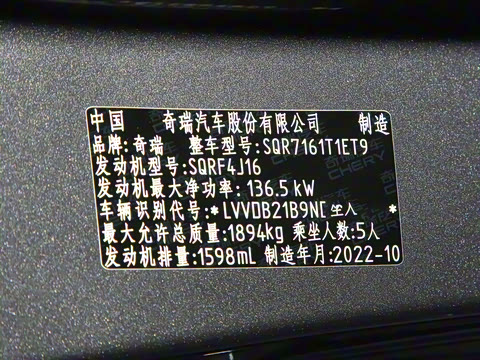 中国 奇瑞汽车股份有限公司 制造
品牌:奇瑞 整车型号:SQR7161T1ET9
发动机型号:SQRF4J16
发动机最大净功率:136.5kW
车辆识别代号:*LVVDB21B9ND 坐人 *
最大允许总质量:1894kg 乘坐人数:5人
发动机排量:1598mL 制造年月:2022-10